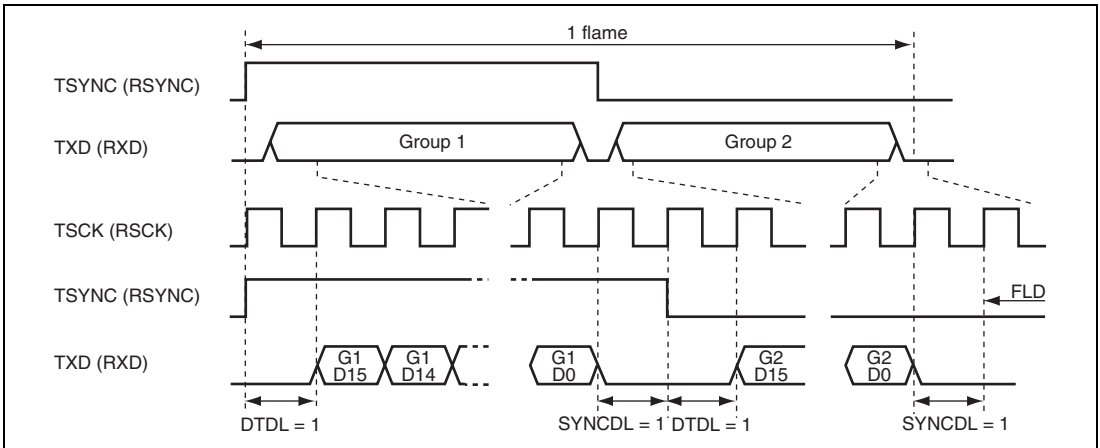 1 flame
TSYNC (RSYNC)
TXD (RXD)
Group 1
Group 2
TSCK (RSCK)
TSYNC (RSYNC)
FLD
TXD (RXD)
G1
D15
G1
D14
G1
D0
G2
D15
G2
D0
DTDL = 1
SYNCDL = 1
DTDL = 1
SYNCDL = 1